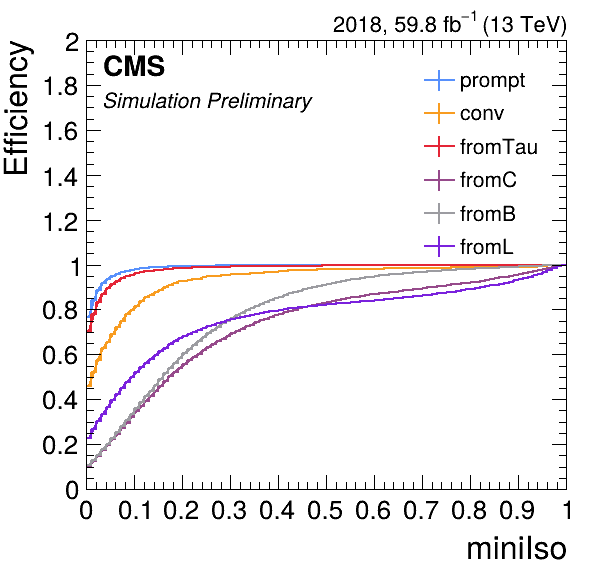 2018, 59.8 fb⁻¹ (13 TeV)
Efficiency
2
1.8
1.6
1.4
1.2
1
0.8
0.6
0.4
0.2
0
CMS
Simulation Preliminary
prompt
conv
fromTau
fromC
fromB
fromL
0 0.1 0.2 0.3 0.4 0.5 0.6 0.7 0.8 0.9 1
miniIso